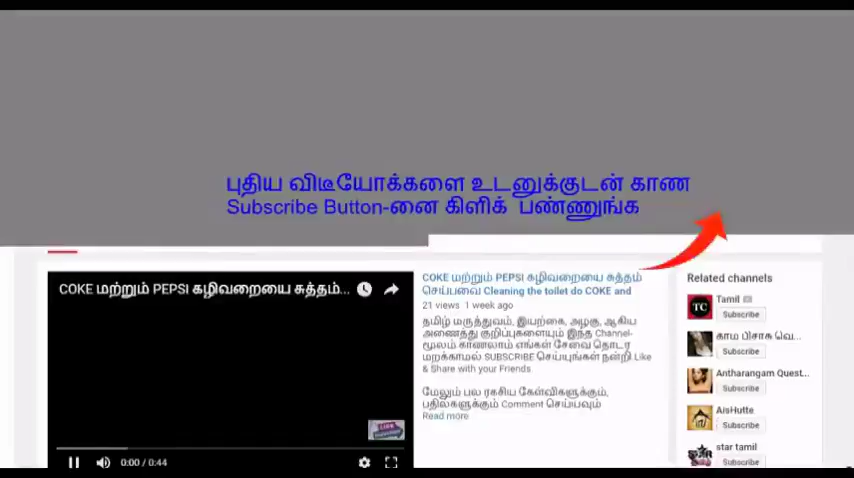 புதிய விடீயோக்களை உடனுக்குடன் காண
Subscribe Button-னை கிளிக் பண்ணுங்க
COKE மற்றும் PEPSI கழிவறையை சுத்தம்...
0:00 / 0:44
COKE மற்றும் PEPSI கழிவறையை சுத்தம்
செய்பவை Cleaning the toilet do COKE and
21 views 1 week ago
தமிழ் மருத்துவம், இயற்கை, அழகு, ஆகிய
அணைத்து குறிப்புகளையும் இந்த Channel-
மூலம் காணலாம் எங்கள் சேவை தொடர
மறக்காமல் SUBSCRIBE செய்யுங்கள் நன்றி Like
& Share with your Friends
மேலும் பல ரகசிய கேள்விகளுக்கும்,
பதில்களுக்கும் Comment செய்யவும்
Read more
Related channels
TC
Tamil
Subscribe
காம பிசாசு வெ...
Subscribe
Antharangam Quest...
Subscribe
AisHutte
Subscribe
star tamil
STAR
Subscribe